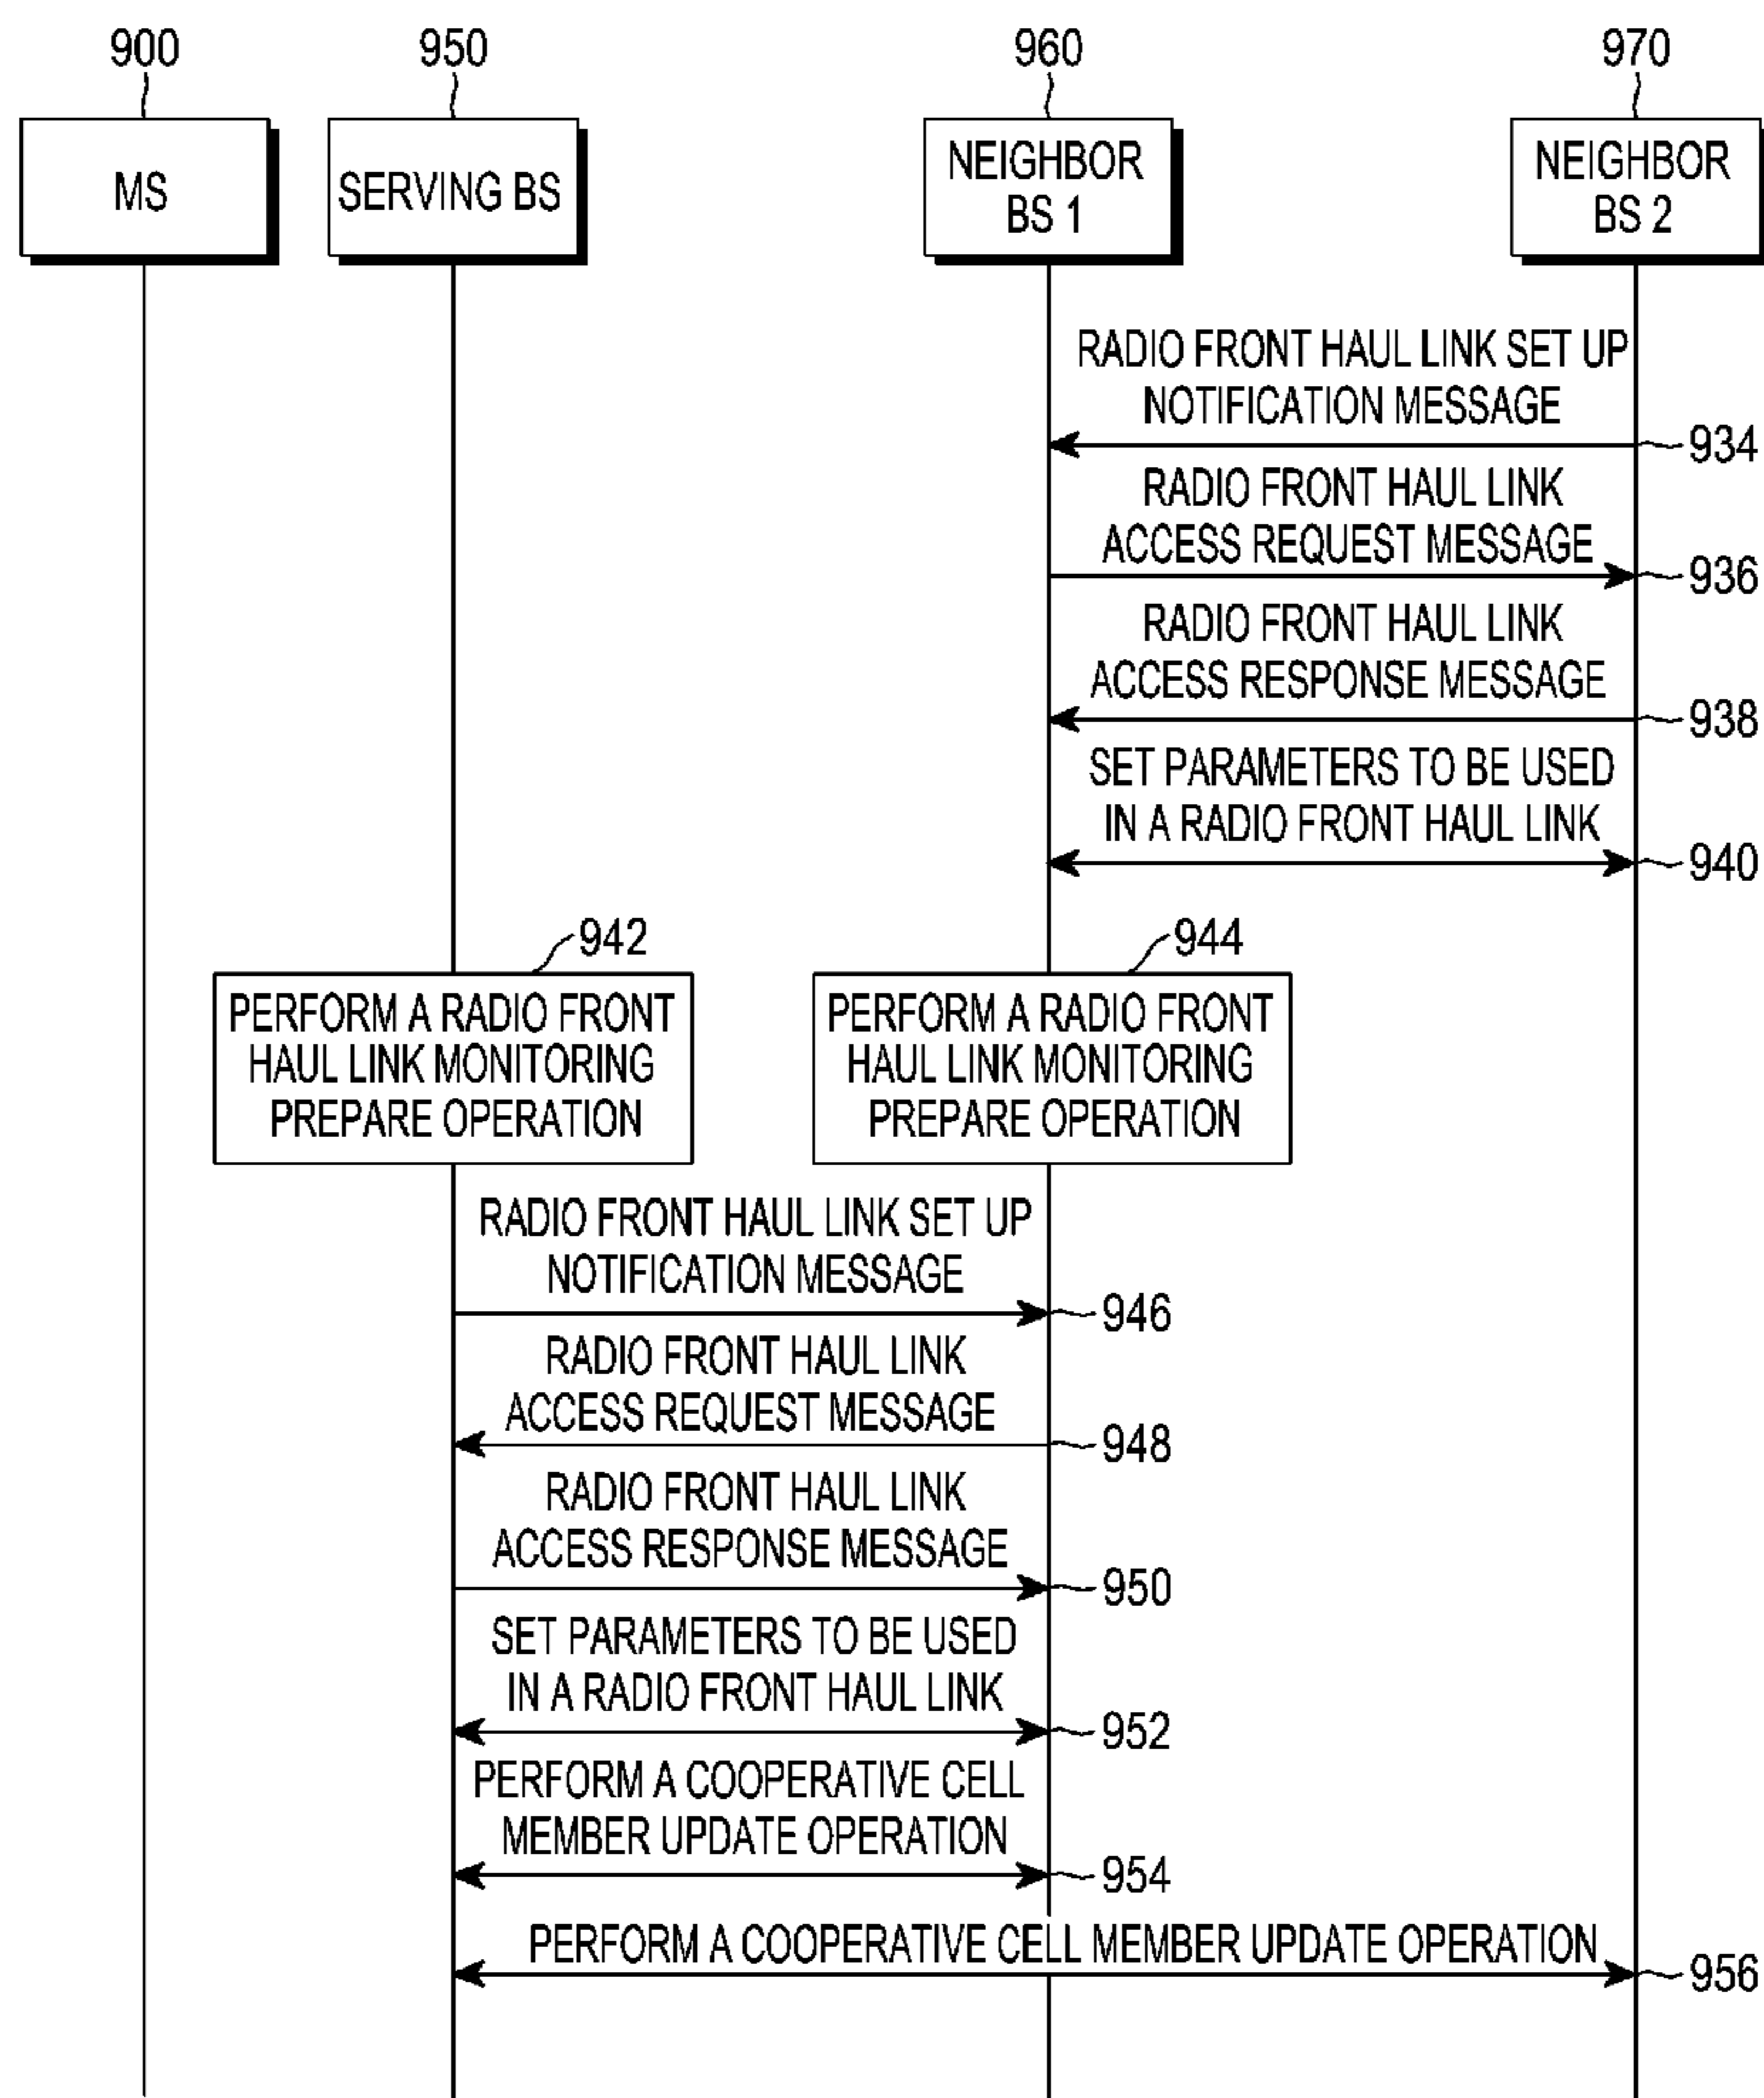 900
950
960
970
MS
SERVING BS
NEIGHBOR
BS 1
NEIGHBOR
BS 2
RADIO FRONT HAUL LINK SET UP
NOTIFICATION MESSAGE
934
RADIO FRONT HAUL LINK
ACCESS REQUEST MESSAGE
936
RADIO FRONT HAUL LINK
ACCESS RESPONSE MESSAGE
938
SET PARAMETERS TO BE USED
IN A RADIO FRONT HAUL LINK
940
942
PERFORM A RADIO FRONT
HAUL LINK MONITORING
PREPARE OPERATION
944
PERFORM A RADIO FRONT
HAUL LINK MONITORING
PREPARE OPERATION
RADIO FRONT HAUL LINK SET UP
NOTIFICATION MESSAGE
946
RADIO FRONT HAUL LINK
ACCESS REQUEST MESSAGE
948
RADIO FRONT HAUL LINK
ACCESS RESPONSE MESSAGE
950
SET PARAMETERS TO BE USED
IN A RADIO FRONT HAUL LINK
952
PERFORM A COOPERATIVE CELL
MEMBER UPDATE OPERATION
954
PERFORM A COOPERATIVE CELL MEMBER UPDATE OPERATION
956